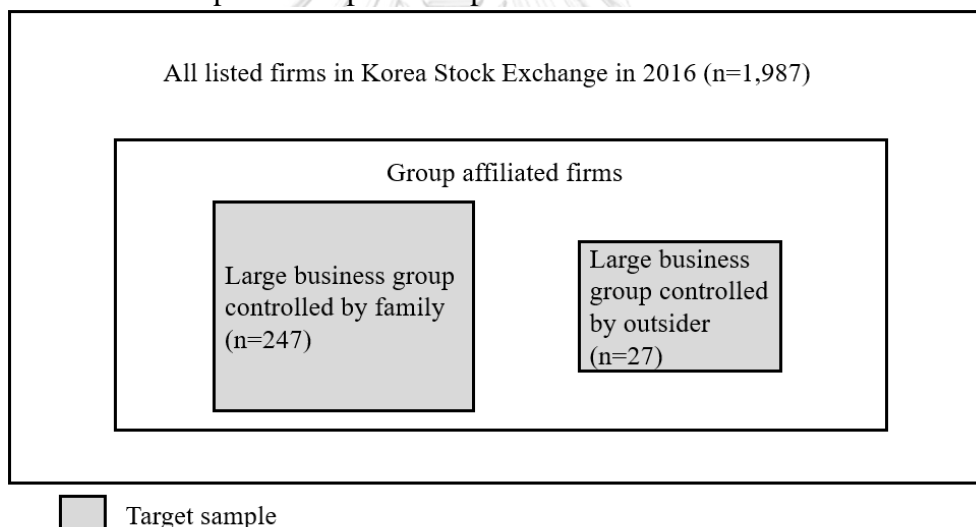 All listed firms in Korea Stock Exchange in 2016 (n=1,987)
Group affiliated firms
Large business group
controlled by family
(n=247)
Large business
group controlled
by outsider
(n=27)
Target sample